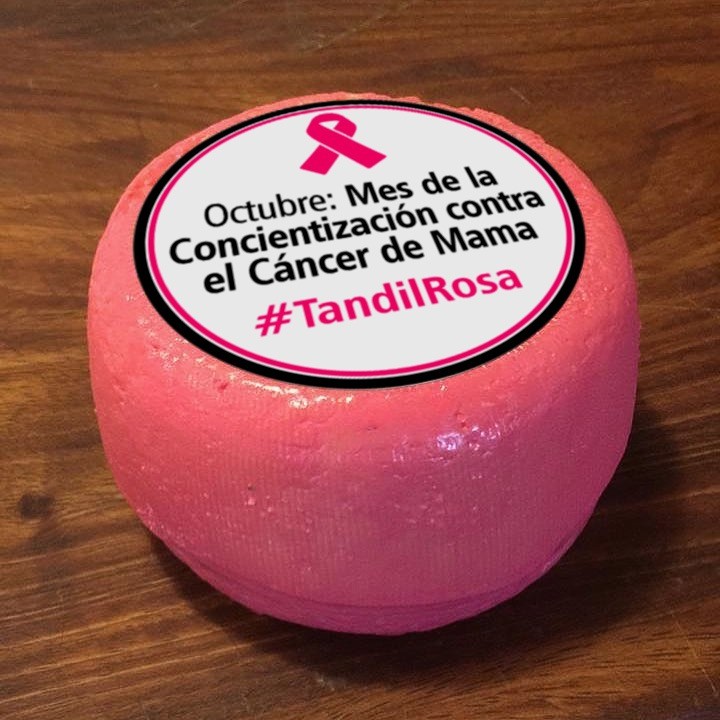 Octubre: Mes de la
Concientización contra
el Cáncer de Mama
#TandilRosa